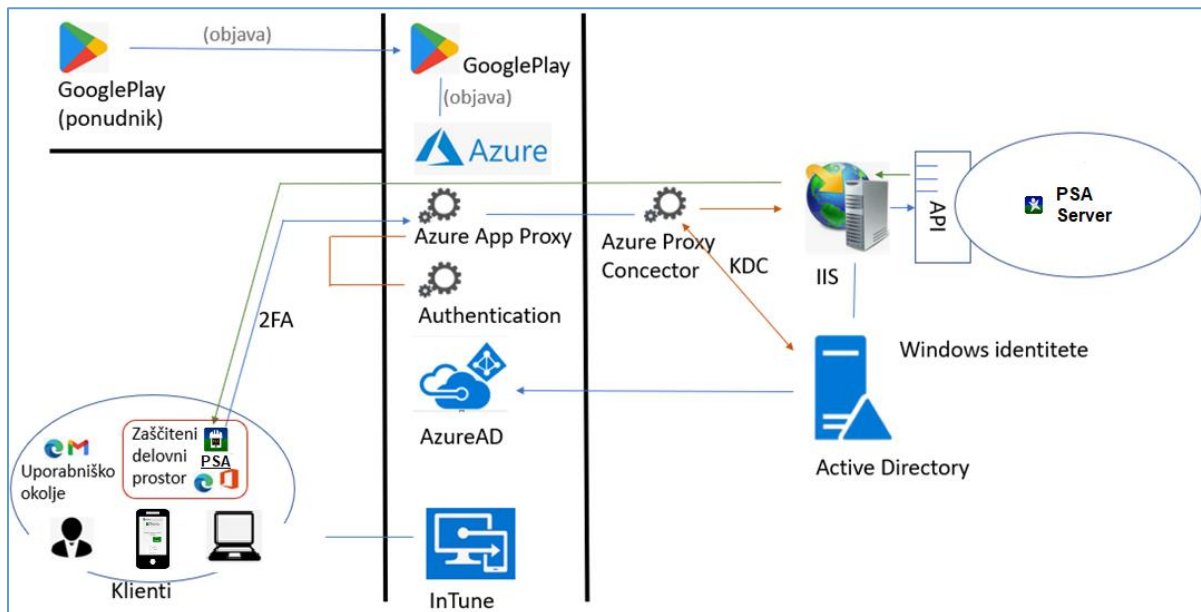 (objava)
GooglePlay
(ponudnik)
GooglePlay
(objava)
Azure
Azure App Proxy
Authentication
2FA
AzureAD
InTune
Azure Proxy
Concector
KDC
IIS
API
PSA
Server
Windows identitete
Active Directory
Zaščiteni
delovni
prostor
PSA
Uporabniško
okolje
Klienti